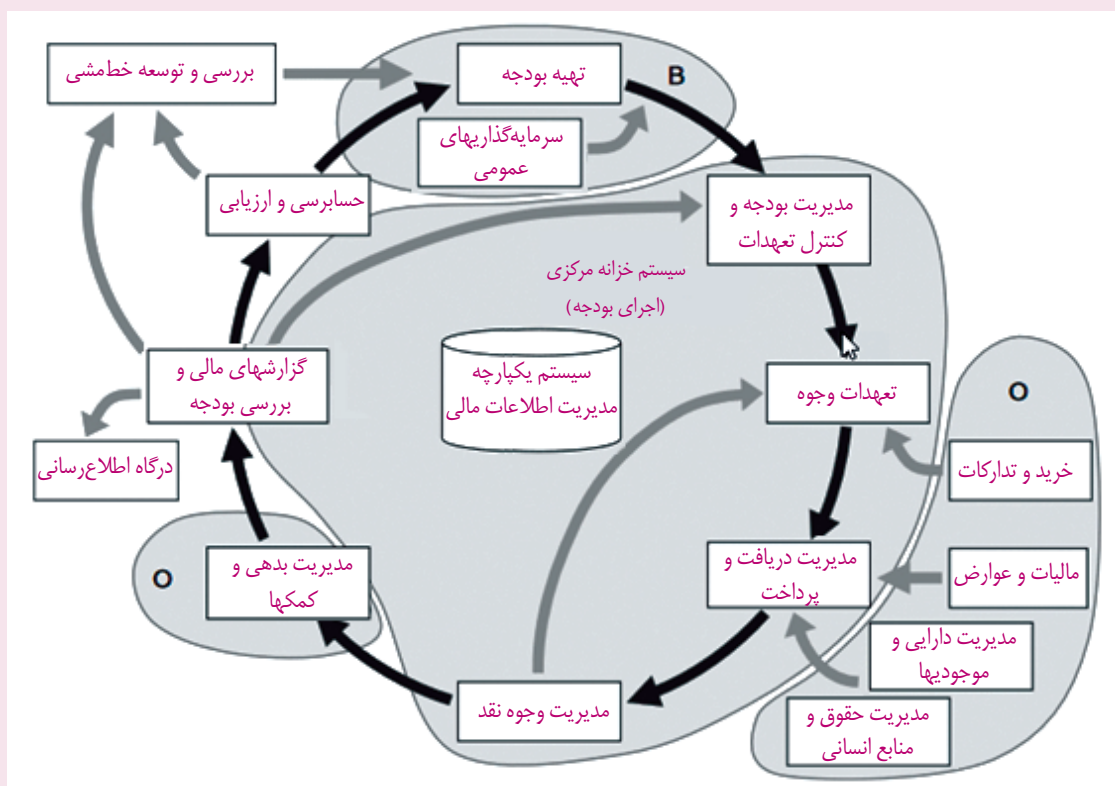 بررسی و توسعه خط‌مشی
تهیه بودجه
B
سرمایه‌گذاریهای
عمومی
حسابرسی و ارزیابی
مدیریت بودجه و
کنترل تعهدات
سیستم خزانه مرکزی
(اجرای بودجه)
گزارشهای مالی و
بررسی بودجه
سیستم یکپارچه
مدیریت اطلاعات مالی
تعهدات وجوه
O
درگاه اطلاع‌رسانی
خرید و تدارکات
مدیریت بدهی و
کمکها
O
مدیریت دریافت و
پرداخت
مالیات و عوارض
مدیریت دارایی و
موجودیها
مدیریت وجوه نقد
مدیریت حقوق و
منابع انسانی